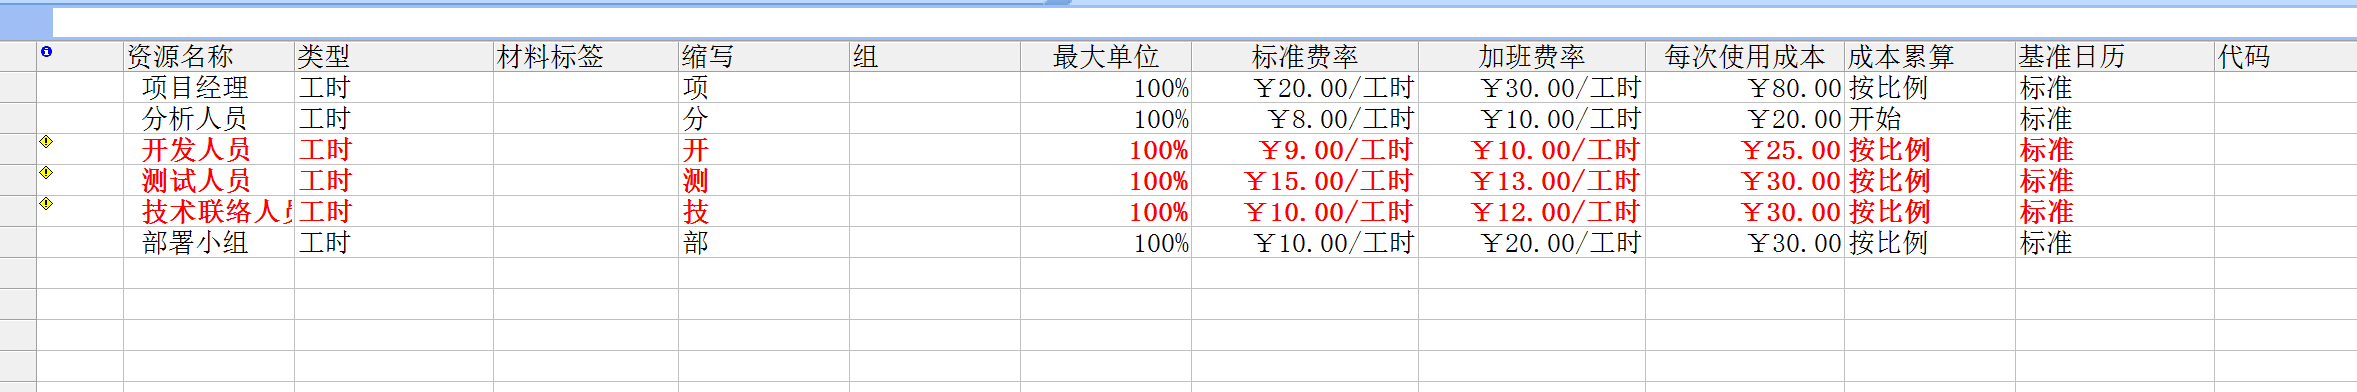 资源名称 类型 材料标签 缩写 组 最大单位 标准费率 加班费率 每次使用成本 成本累算 基准日历 代码
项目经理 工时 项 100% ￥20.00/工时 ￥30.00/工时 ￥80.00 按比例 标准
分析人员 工时 分 100% ￥8.00/工时 ￥10.00/工时 ￥20.00 开始 标准
开发人员 工时 开 100% ￥9.00/工时 ￥10.00/工时 ￥25.00 按比例 标准
测试人员 工时 测 100% ￥15.00/工时 ￥13.00/工时 ￥30.00 按比例 标准
技术联络人员 工时 技 100% ￥10.00/工时 ￥12.00/工时 ￥30.00 按比例 标准
部署小组 工时 部 100% ￥10.00/工时 ￥20.00/工时 ￥30.00 按比例 标准